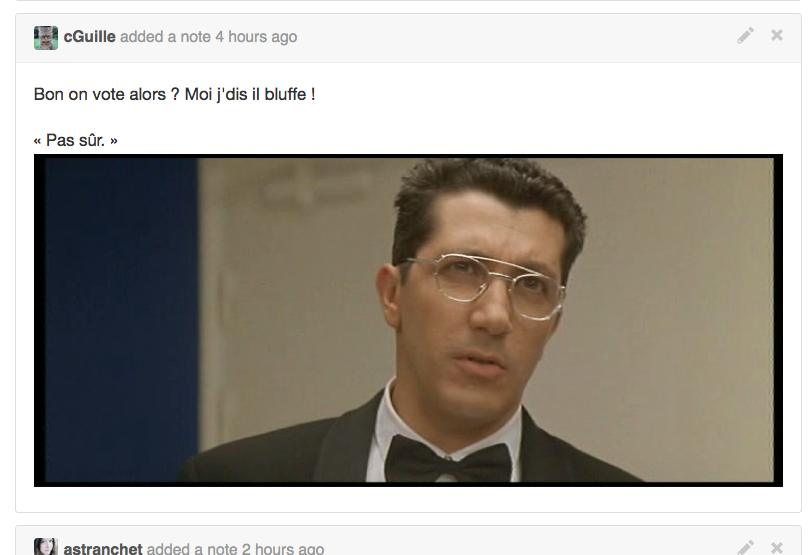 cGuille added a note 4 hours ago
Bon on vote alors ? Moi j'dis il bluffe !
« Pas sûr. »
astranchet added a note 2 hours ago